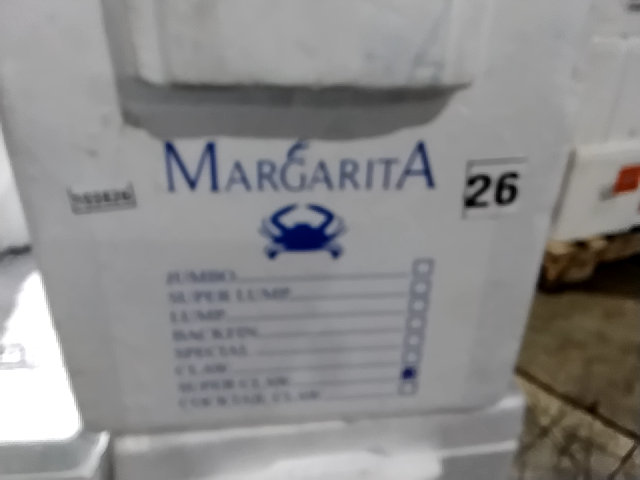 MARGARITA
26
JUMBO
SUPER LUMP
LUMP
BACKFIN
SPECIAL
CLAW
SUPER CLAW
COCKTAIL CLAW